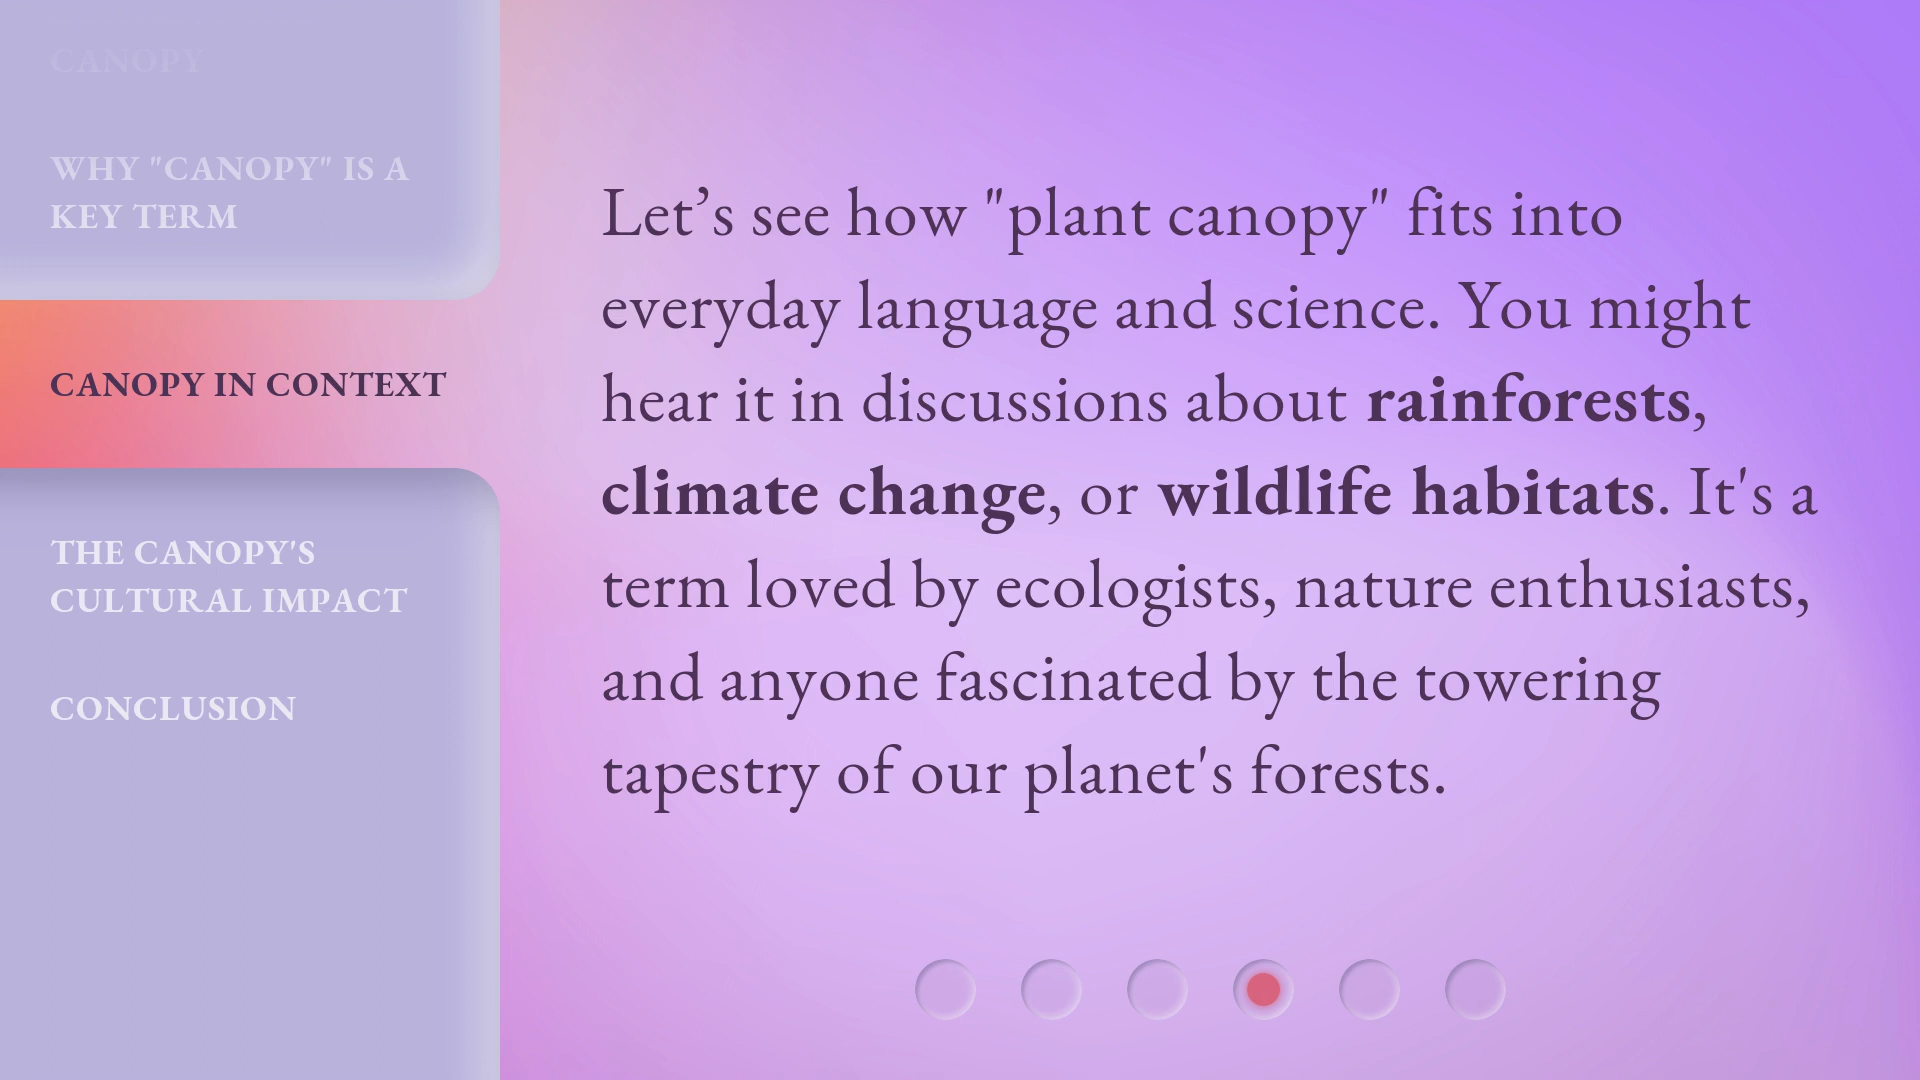 CANOPY
WHY "CANOPY" IS A
KEY TERM
CANOPY IN CONTEXT
THE CANOPY'S
CULTURAL IMPACT
CONCLUSION
Let’s see how "plant canopy" fits into
everyday language and science. You might
hear it in discussions about rainforests,
climate change, or wildlife habitats. It's a
term loved by ecologists, nature enthusiasts,
and anyone fascinated by the towering
tapestry of our planet's forests.